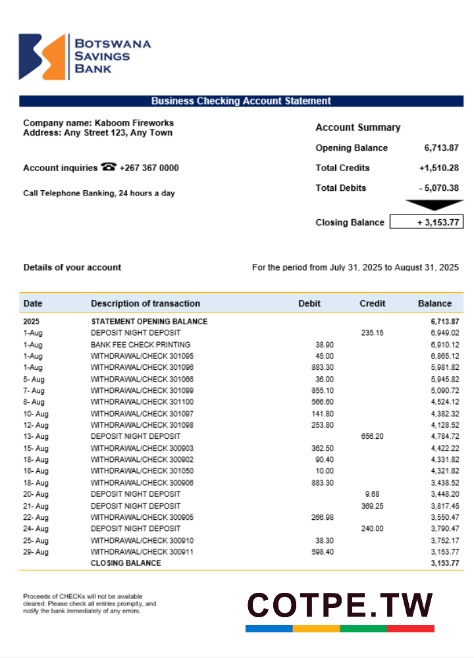 BOTSWANA
SAVINGS
BANK
Business Checking Account Statement
Company name: Kaboom Fireworks
Address: Any Street 123, Any Town
Account inquiries ☎ +267 367 0000
Call Telephone Banking, 24 hours a day
Account Summary
Opening Balance 6,713.87
Total Credits +1,510.28
Total Debits - 5,070.38
Closing Balance + 3,153.77
Details of your account For the period from July 31, 2025 to August 31, 2025
Date Description of transaction Debit Credit Balance
2025 STATEMENT OPENING BALANCE 6,713.87
1-Aug DEPOSIT NIGHT DEPOSIT 235.15 6,949.02
1-Aug BANK FEE CHECK PRINTING 38.90 6,910.12
1-Aug WITHDRAWAL/CHECK 301095 45.00 6,865.12
1-Aug WITHDRAWAL/CHECK 301096 883.30 5,981.82
5- Aug WITHDRAWAL/CHECK 301066 36.00 5,945.82
7- Aug WITHDRAWAL/CHECK 301099 855.10 5,090.72
8- Aug WITHDRAWAL/CHECK 301100 566.60 4,524.12
10- Aug WITHDRAWAL/CHECK 301097 141.80 4,382.32
12- Aug WITHDRAWAL/CHECK 301098 253.80 4,128.52
13- Aug DEPOSIT NIGHT DEPOSIT 656.20 4,784.72
15- Aug WITHDRAWAL/CHECK 300903 362.50 4,422.22
18- Aug WITHDRAWAL/CHECK 300902 90.40 4,331.82
18- Aug WITHDRAWAL/CHECK 301050 10.00 4,321.82
18- Aug WITHDRAWAL/CHECK 300906 883.30 3,438.52
20- Aug DEPOSIT NIGHT DEPOSIT 9.68 3,448.20
21- Aug DEPOSIT NIGHT DEPOSIT 369.25 3,817.45
22- Aug WITHDRAWAL/CHECK 300905 266.98 3,550.47
24- Aug DEPOSIT NIGHT DEPOSIT 240.00 3,790.47
25- Aug WITHDRAWAL/CHECK 300910 38.30 3,752.17
29- Aug WITHDRAWAL/CHECK 300911 598.40 3,153.77
CLOSING BALANCE 3,153.77
Proceeds of CHECKs will not be available
cleared. Please check all entries promptly, and
notify the bank immediately of any errors.
COTPE.TW